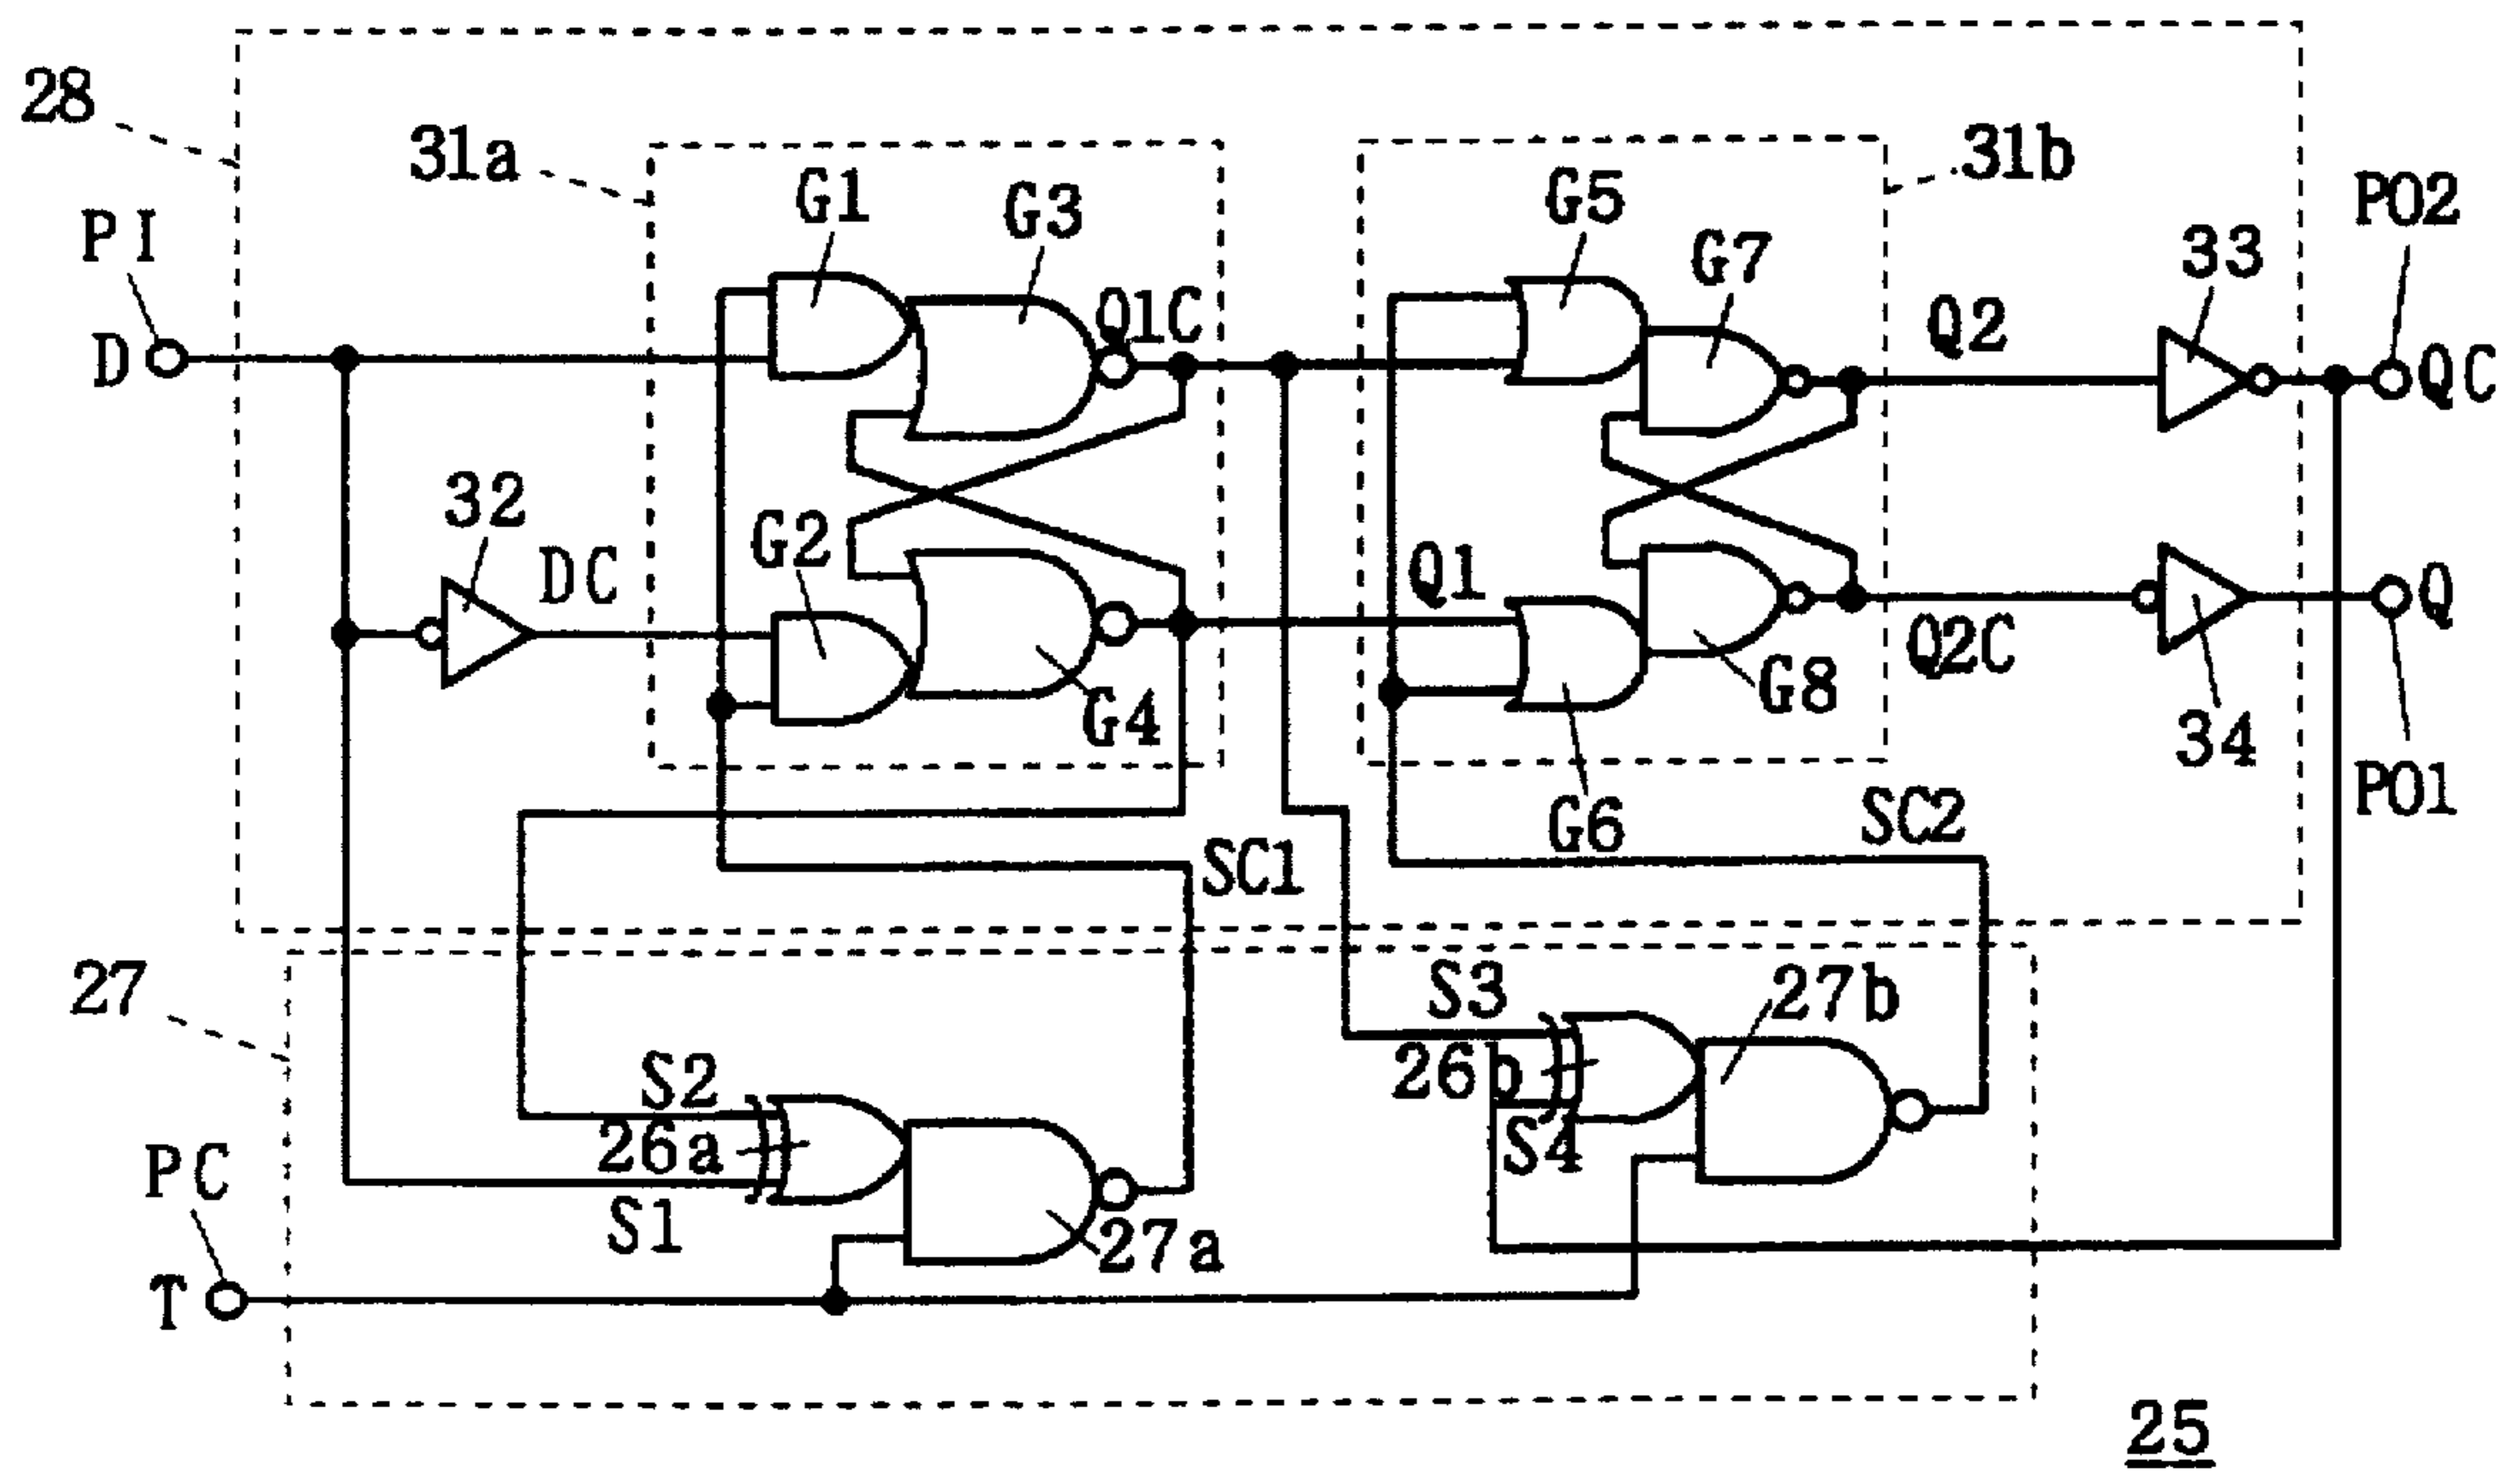 28
31a
31b
PI
G1
G3
G5
G7
33
PO2
D
Q1C
Q2
QC
32
DC
G2
Q1
Q
G4
G8
Q2C
34
G6
SC2
PO1
SC1
27
S3
27b
26b
S2
S4
26a
PC
S1
27a
T
25